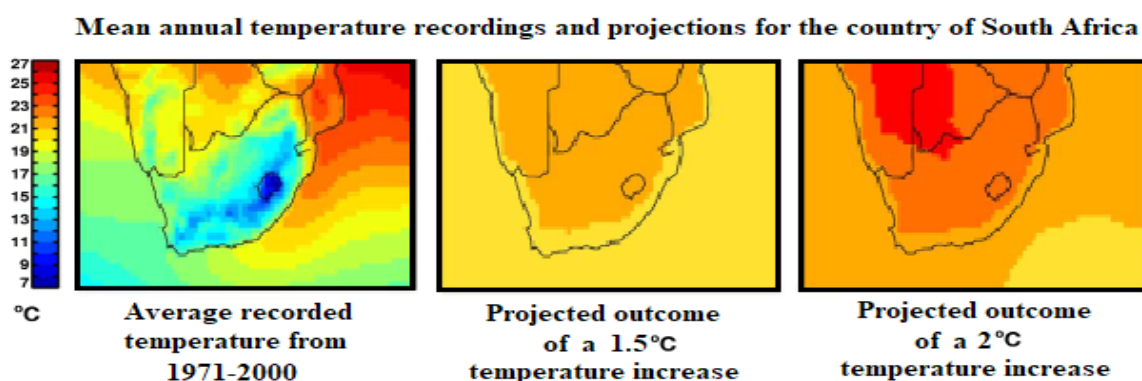 Mean annual temperature recordings and projections for the country of South Africa
27
25
23
21
19
17
15
13
11
9
7
°C
Average recorded
temperature from
1971-2000
Projected outcome
of a 1.5°C
temperature increase
Projected outcome
of a 2°C
temperature increase